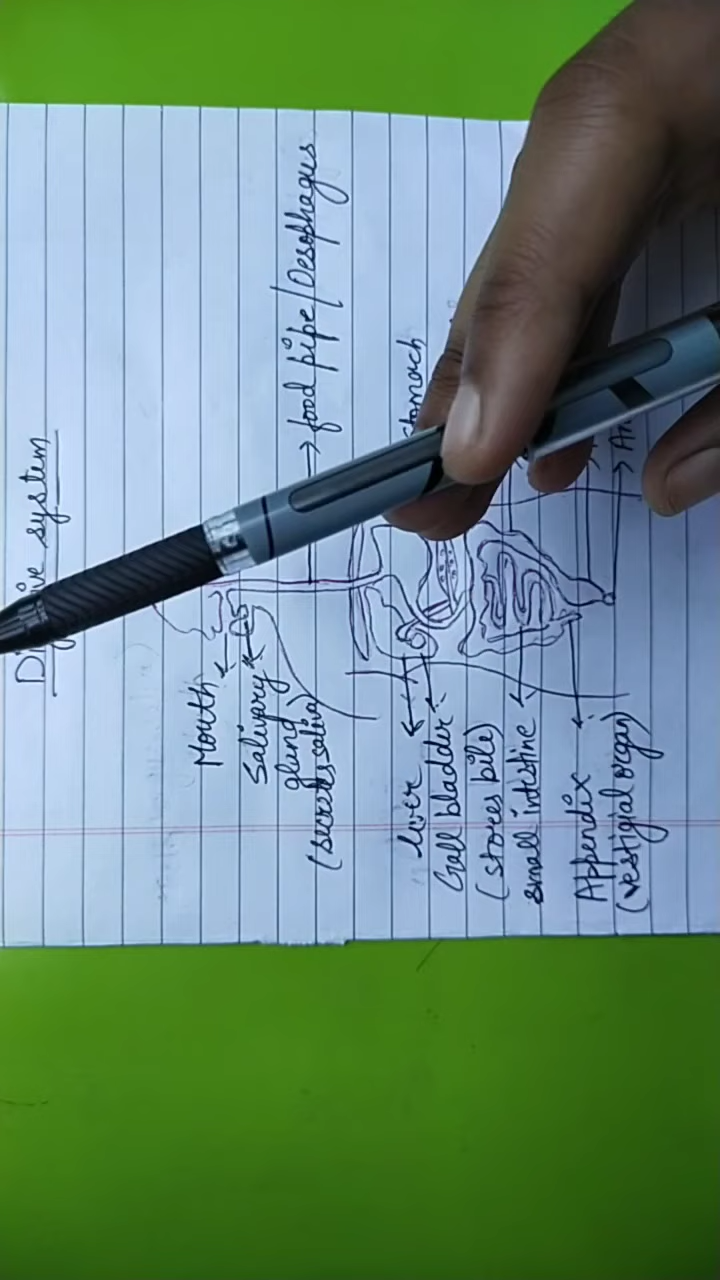 Digestive system
Mouth
Salivary
gland
(secretes saliva)
food pipe/Oesophagus
liver
Gall bladder
(stores bile)
small intestine
Appendix
(vestigial organ)